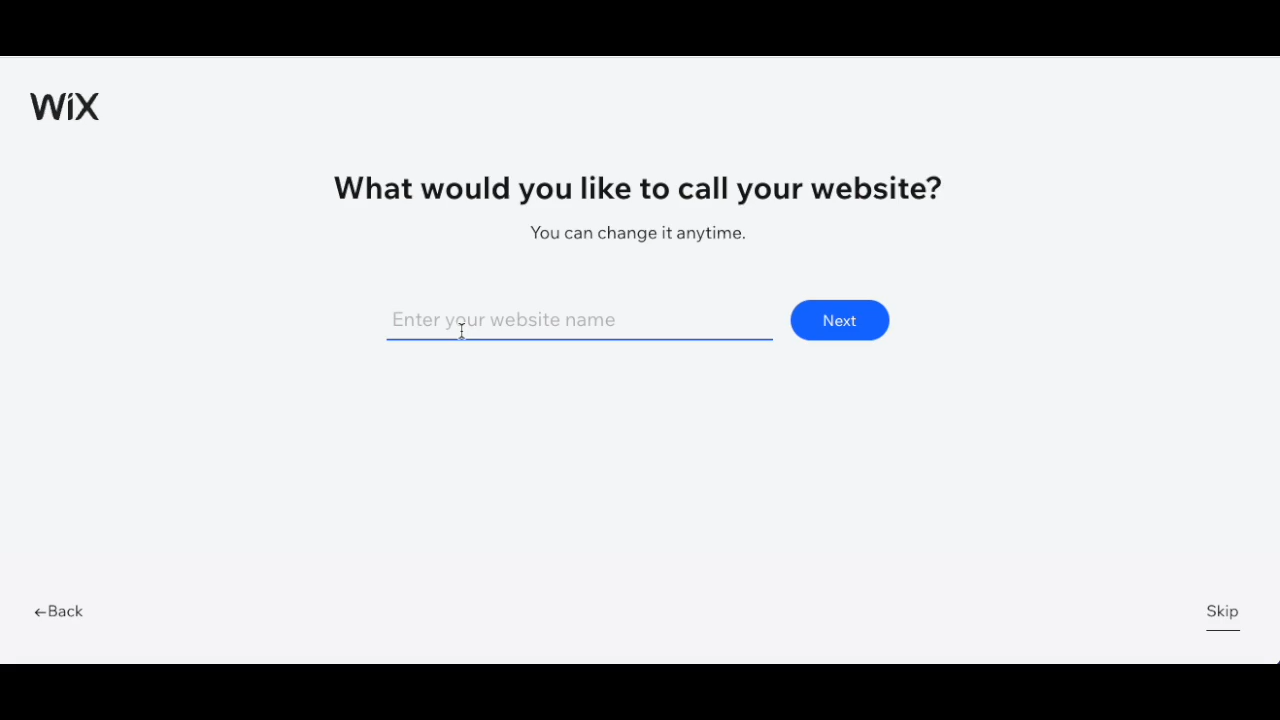 WiX
What would you like to call your website?
You can change it anytime.
Enter your website name
Next
←Back
Skip